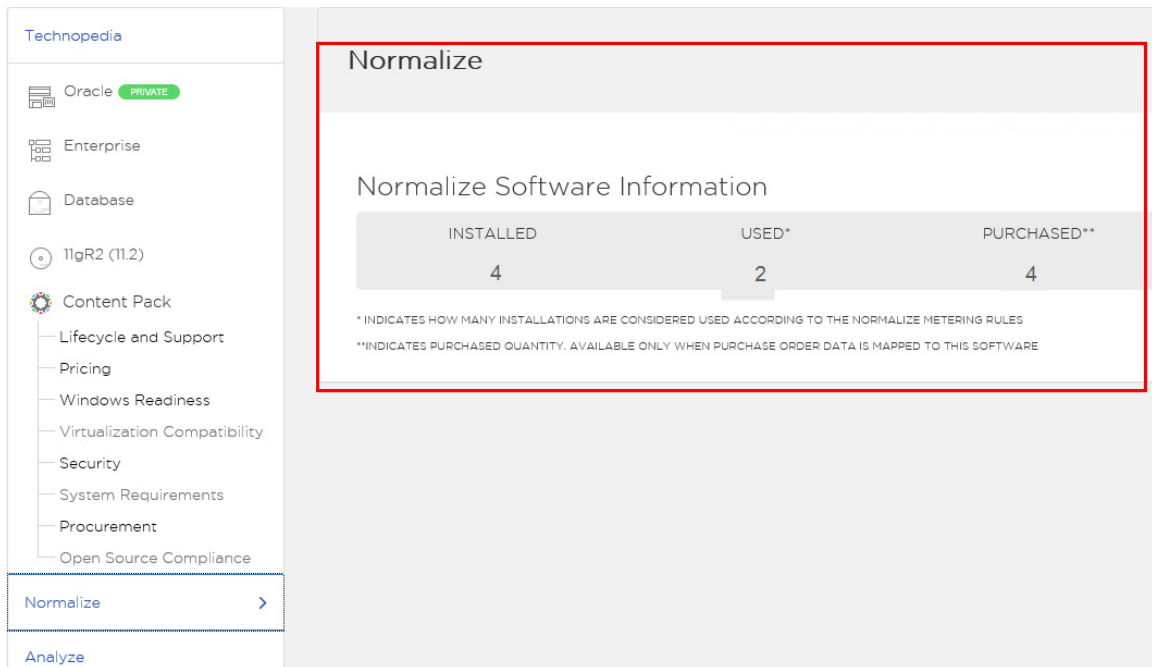 Technopedia
Oracle PRIVATE
Enterprise
Database
11gR2 (11.2)
Content Pack
Lifecycle and Support
Pricing
Windows Readiness
Virtualization Compatibility
Security
System Requirements
Procurement
Open Source Compliance
Normalize
Analyze
Normalize
Normalize Software Information
INSTALLED USED* PURCHASED**
4 2 4
* INDICATES HOW MANY INSTALLATIONS ARE CONSIDERED USED ACCORDING TO THE NORMALIZE METERING RULES
**INDICATES PURCHASED QUANTITY. AVAILABLE ONLY WHEN PURCHASE ORDER DATA IS MAPPED TO THIS SOFTWARE